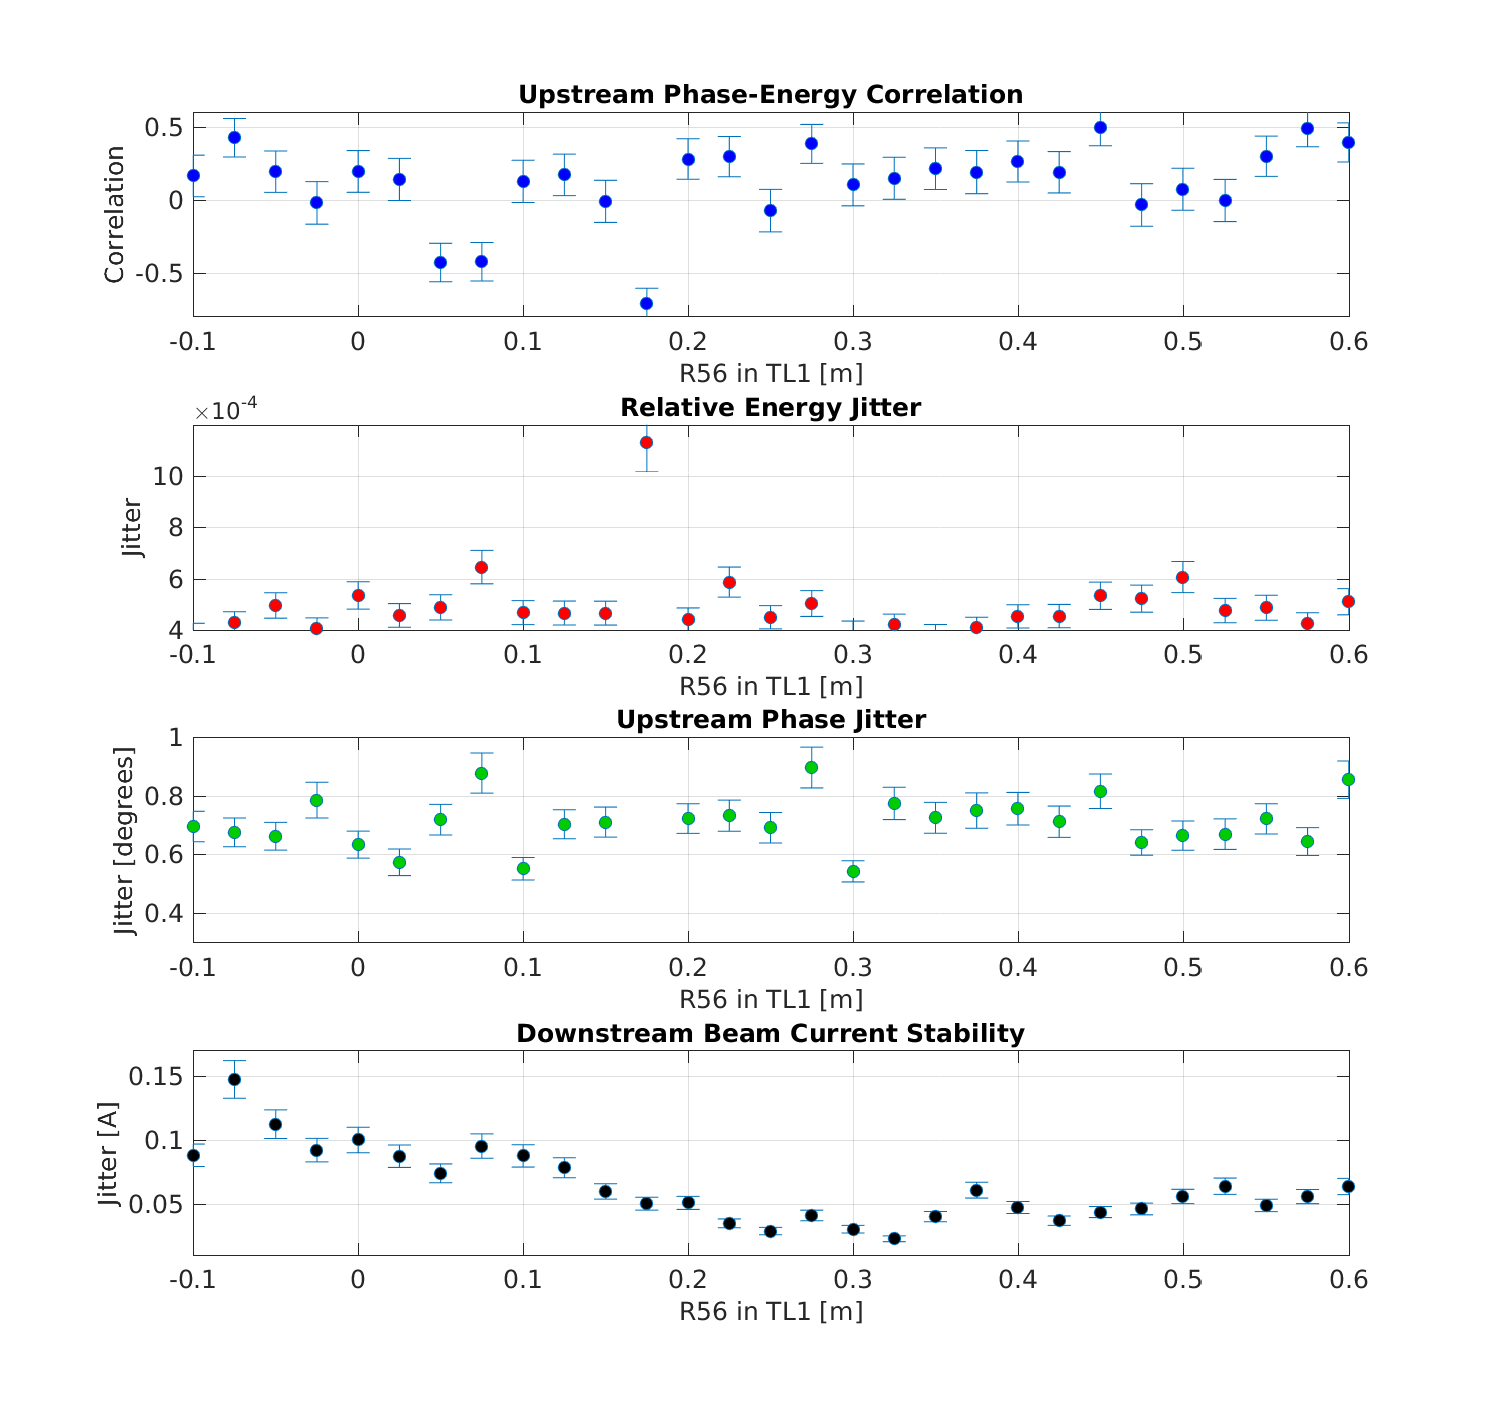 Upstream Phase-Energy Correlation
Correlation
0.5
0
-0.5
-0.1 0 0.1 0.2 0.3 0.4 0.5 0.6
R56 in TL1 [m]
×10-4
Relative Energy Jitter
Jitter
10
8
6
4
-0.1 0 0.1 0.2 0.3 0.4 0.5 0.6
R56 in TL1 [m]
Upstream Phase Jitter
Jitter [degrees]
1
0.8
0.6
0.4
-0.1 0 0.1 0.2 0.3 0.4 0.5 0.6
R56 in TL1 [m]
Downstream Beam Current Stability
Jitter [A]
0.15
0.1
0.05
-0.1 0 0.1 0.2 0.3 0.4 0.5 0.6
R56 in TL1 [m]